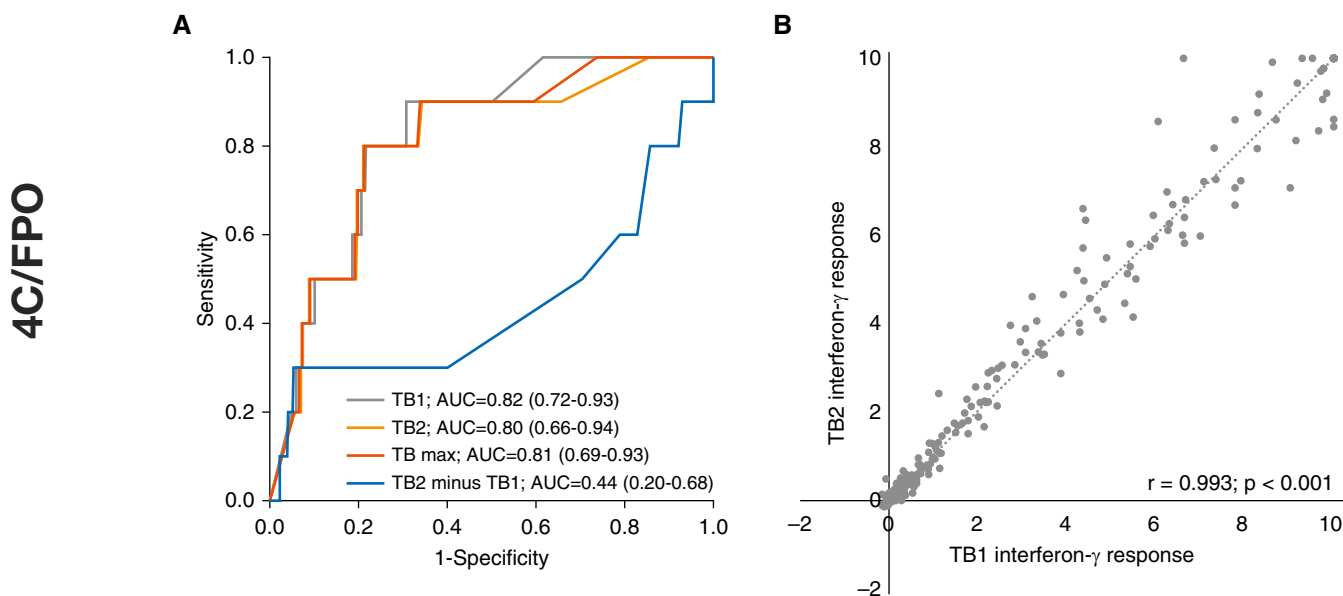 4C/FPO
A
1.0
0.8
0.6
0.4
0.2
0.0
Sensitivity
0.0 0.2 0.4 0.6 0.8 1.0
1-Specificity
TB1; AUC=0.82 (0.72-0.93)
TB2; AUC=0.80 (0.66-0.94)
TB max; AUC=0.81 (0.69-0.93)
TB2 minus TB1; AUC=0.44 (0.20-0.68)
B
10
8
6
4
2
0
−2
TB2 interferon-γ response
r = 0.993; p < 0.001
−2 0 2 4 6 8 10
TB1 interferon-γ response